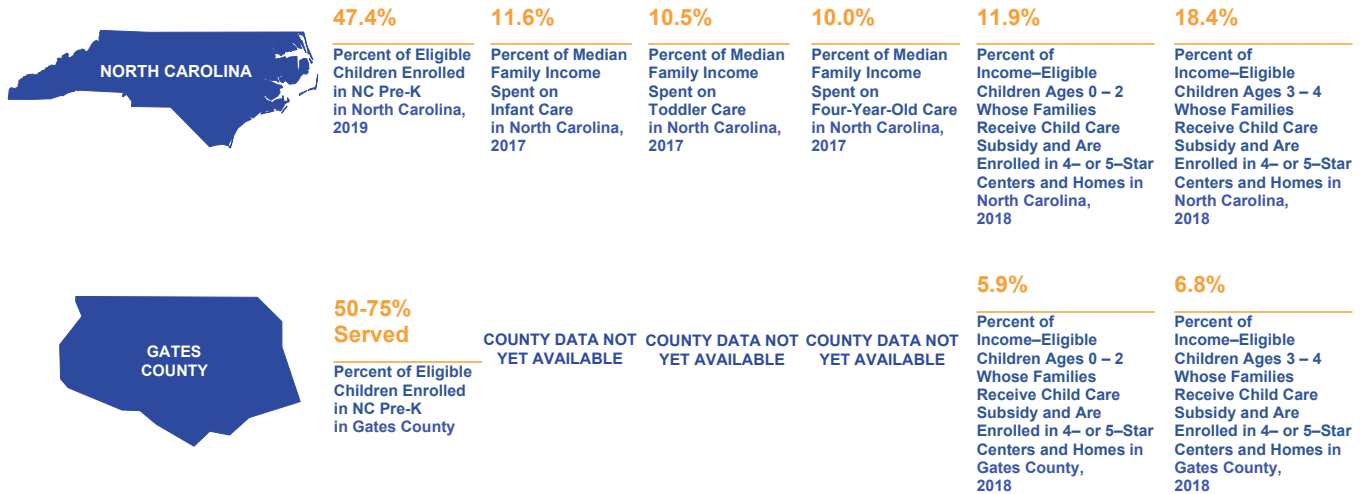 NORTH CAROLINA
47.4%
Percent of Eligible
Children Enrolled
in NC Pre-K
in North Carolina,
2019
11.6%
Percent of Median
Family Income
Spent on
Infant Care
in North Carolina,
2017
10.5%
Percent of Median
Family Income
Spent on
Toddler Care
in North Carolina,
2017
10.0%
Percent of Median
Family Income
Spent on
Four-Year-Old Care
in North Carolina,
2017
11.9%
Percent of
Income–Eligible
Children Ages 0 – 2
Whose Families
Receive Child Care
Subsidy and Are
Enrolled in 4– or 5–Star
Centers and Homes in
North Carolina,
2018
18.4%
Percent of
Income–Eligible
Children Ages 3 – 4
Whose Families
Receive Child Care
Subsidy and Are
Enrolled in 4– or 5–Star
Centers and Homes in
North Carolina,
2018
GATES
COUNTY
50-75%
Served
Percent of Eligible
Children Enrolled
in NC Pre-K
in Gates County
COUNTY DATA NOT
YET AVAILABLE
COUNTY DATA NOT
YET AVAILABLE
COUNTY DATA NOT
YET AVAILABLE
5.9%
Percent of
Income–Eligible
Children Ages 0 – 2
Whose Families
Receive Child Care
Subsidy and Are
Enrolled in 4– or 5–Star
Centers and Homes in
Gates County,
2018
6.8%
Percent of
Income–Eligible
Children Ages 3 – 4
Whose Families
Receive Child Care
Subsidy and Are
Enrolled in 4– or 5–Star
Centers and Homes in
Gates County,
2018